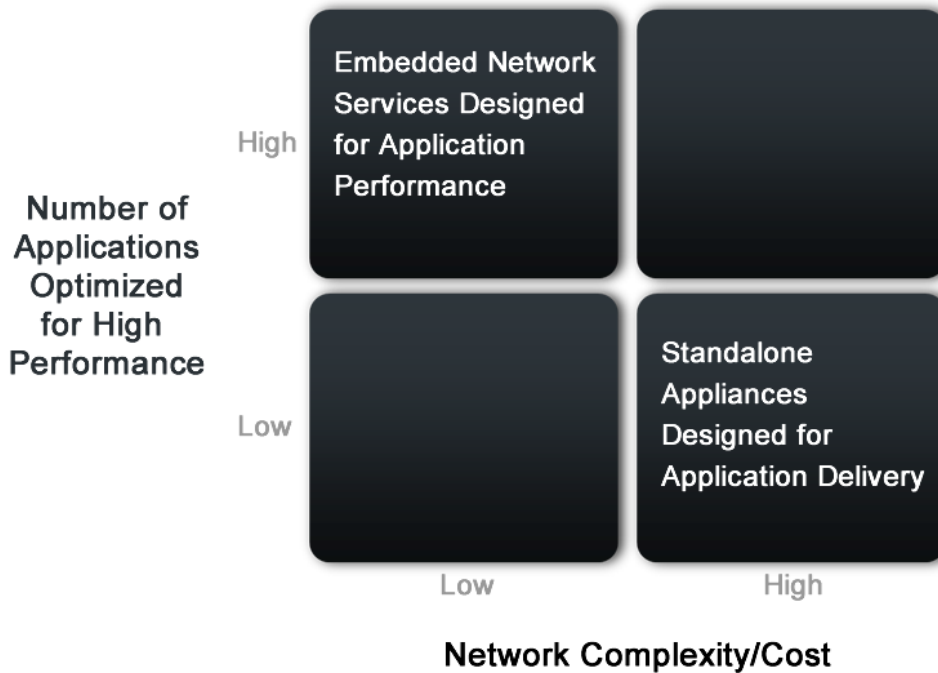 Embedded Network
Services Designed
for Application
Performance
High
Number of
Applications
Optimized
for High
Performance
Low
Standalone
Appliances
Designed for
Application Delivery
Low
High
Network Complexity/Cost